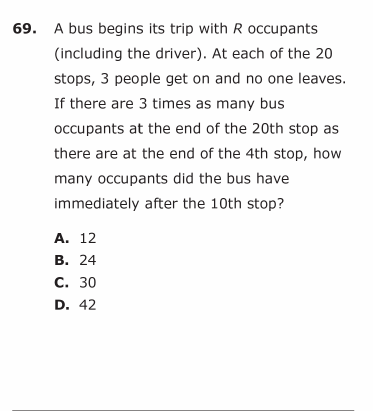 69. A bus begins its trip with R occupants
(including the driver). At each of the 20
stops, 3 people get on and no one leaves.
If there are 3 times as many bus
occupants at the end of the 20th stop as
there are at the end of the 4th stop, how
many occupants did the bus have
immediately after the 10th stop?
A. 12
B. 24
C. 30
D. 42